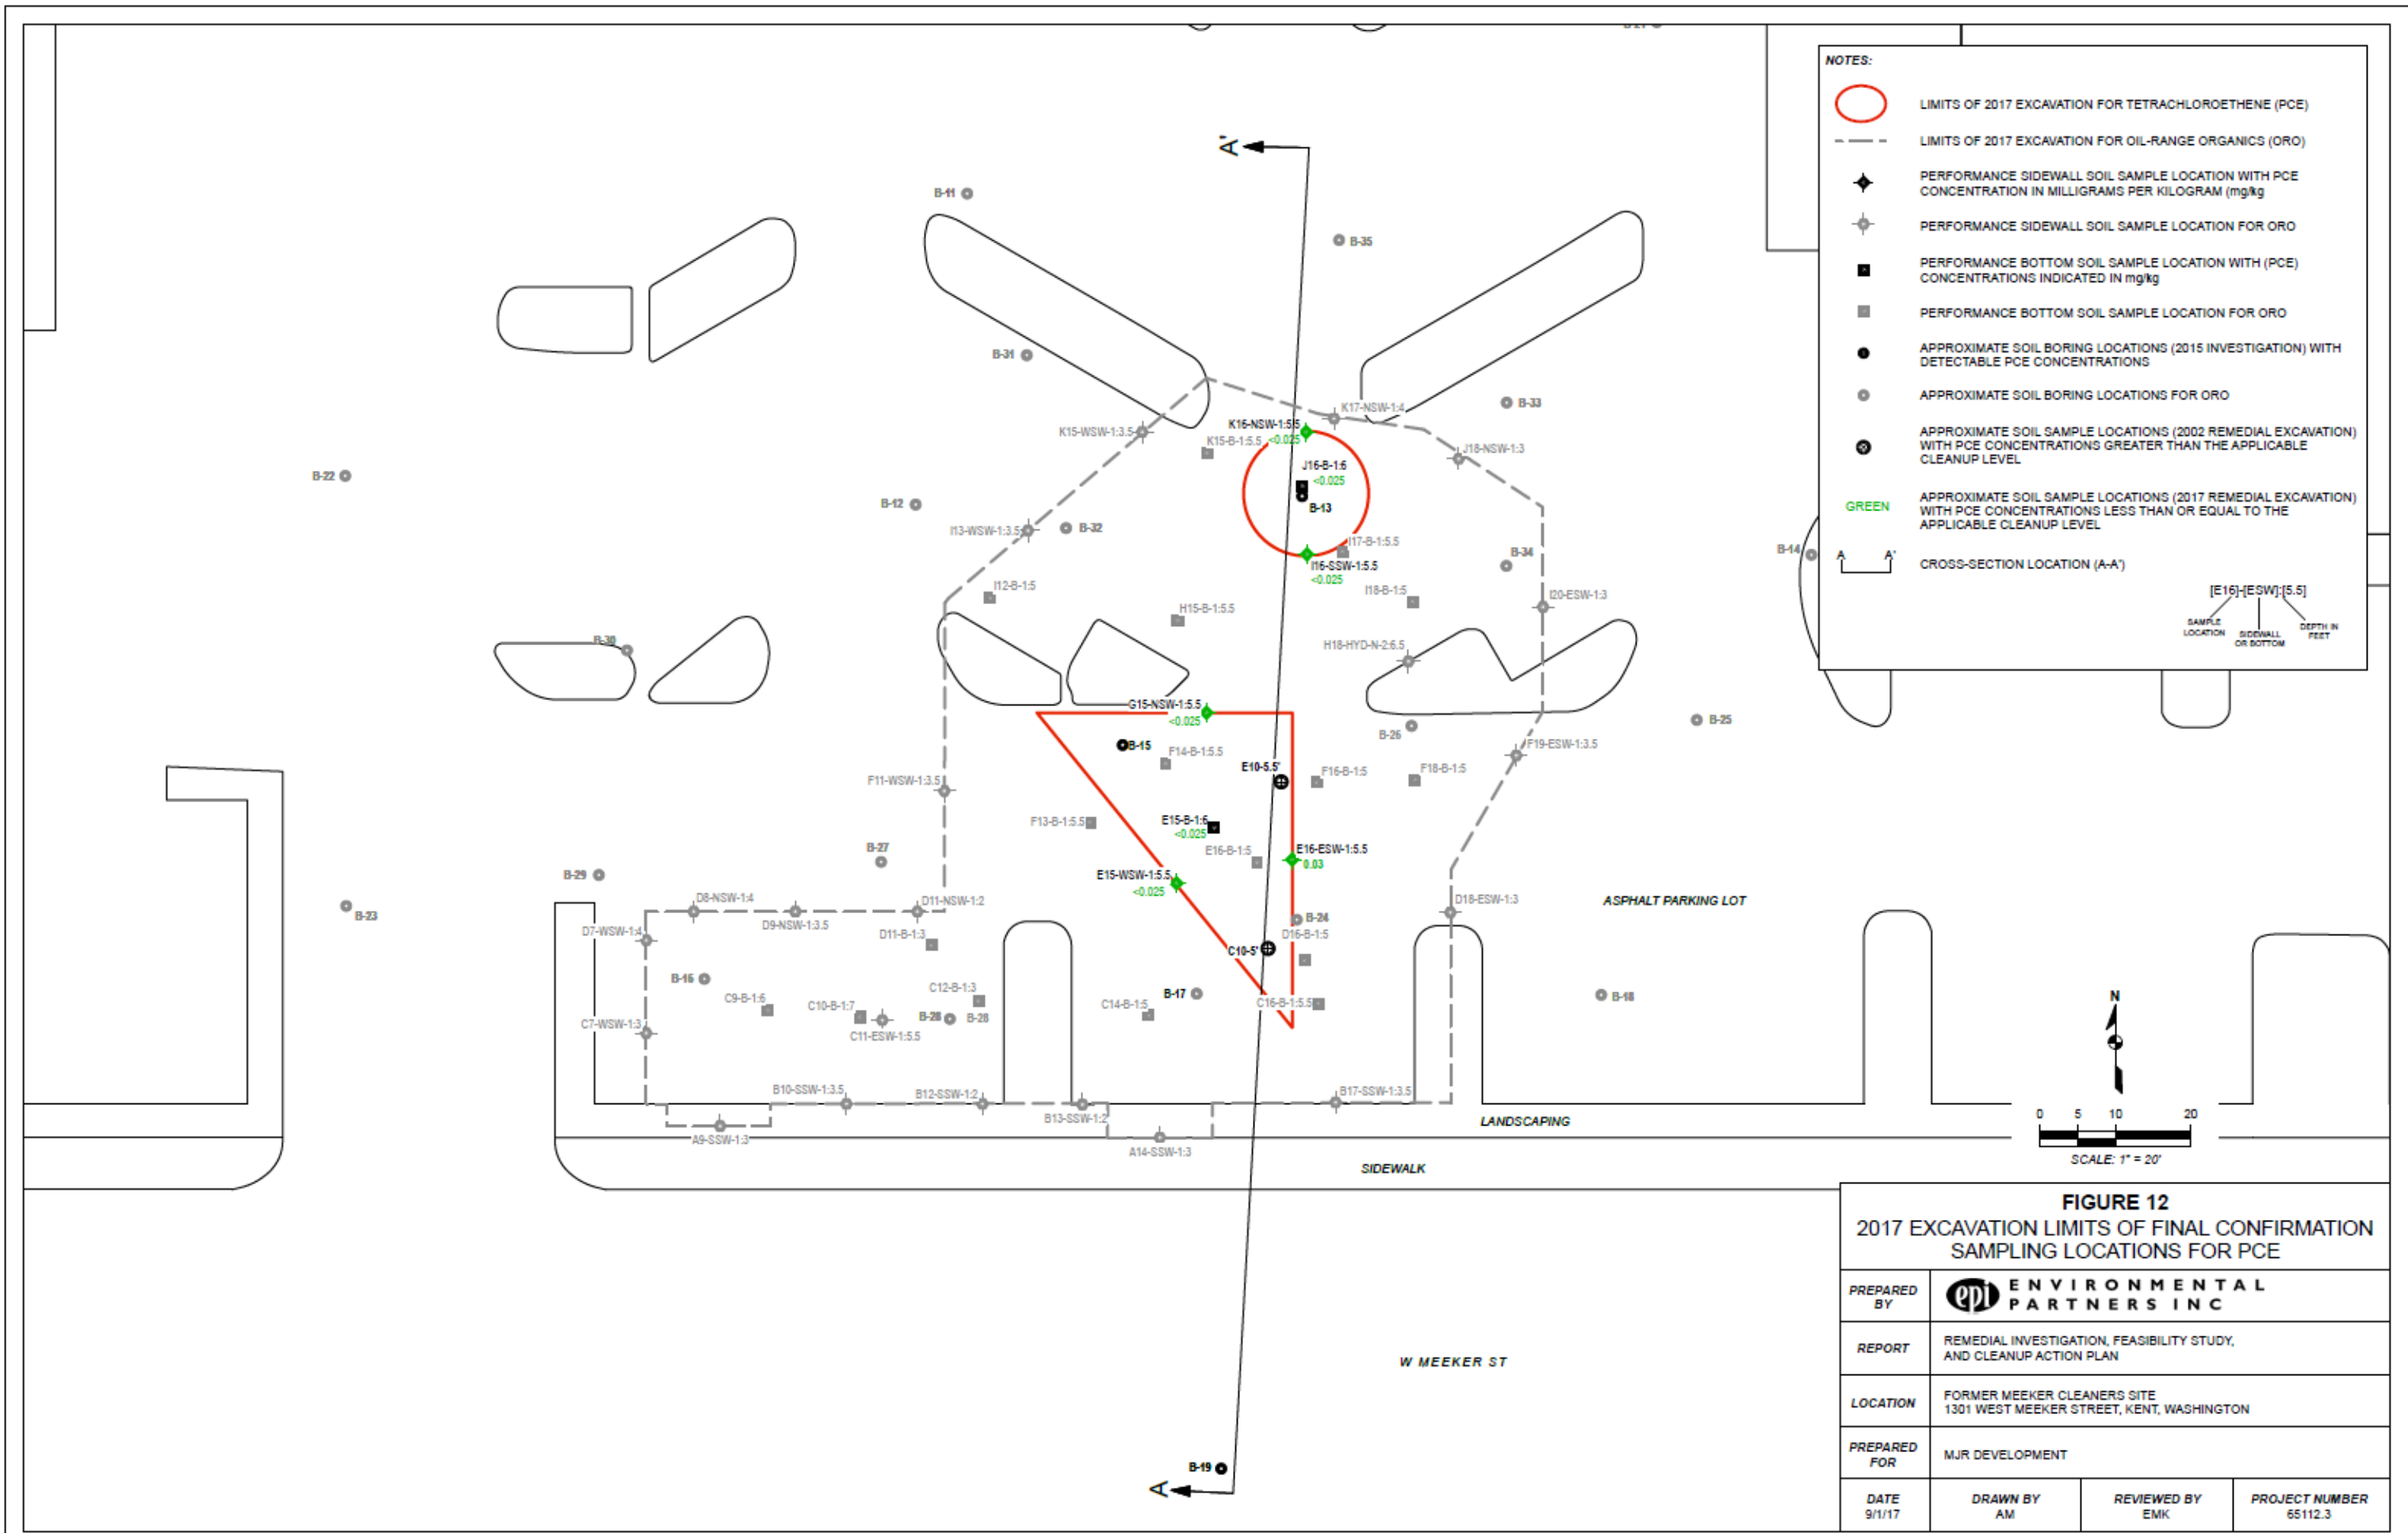 NOTES:
LIMITS OF 2017 EXCAVATION FOR TETRACHLOROETHENE (PCE)
LIMITS OF 2017 EXCAVATION FOR OIL-RANGE ORGANICS (ORO)
PERFORMANCE SIDEWALL SOIL SAMPLE LOCATION WITH PCE
CONCENTRATION IN MILLIGRAMS PER KILOGRAM (mg/kg
PERFORMANCE SIDEWALL SOIL SAMPLE LOCATION FOR ORO
PERFORMANCE BOTTOM SOIL SAMPLE LOCATION WITH (PCE)
CONCENTRATIONS INDICATED IN mg/kg
PERFORMANCE BOTTOM SOIL SAMPLE LOCATION FOR ORO
APPROXIMATE SOIL BORING LOCATIONS (2015 INVESTIGATION) WITH
DETECTABLE PCE CONCENTRATIONS
APPROXIMATE SOIL BORING LOCATIONS FOR ORO
APPROXIMATE SOIL SAMPLE LOCATIONS (2002 REMEDIAL EXCAVATION)
WITH PCE CONCENTRATIONS GREATER THAN THE APPLICABLE
CLEANUP LEVEL
GREEN
APPROXIMATE SOIL SAMPLE LOCATIONS (2017 REMEDIAL EXCAVATION)
WITH PCE CONCENTRATIONS LESS THAN OR EQUAL TO THE
APPLICABLE CLEANUP LEVEL
A A'
CROSS-SECTION LOCATION (A-A')
[E16]-[ESW]:[5.5]
SAMPLE
LOCATION
SIDEWALL
OR BOTTOM
DEPTH IN
FEET
A'
B-11
B-35
B-31
B-33
K17-NSW-1:4
K16-NSW-1:5.5
<0.025
K15-WSW-1:3.5
K15-B-1:5.5
J18-NSW-1:3
J16-B-1:6
<0.025
B-13
B-22
B-12
I13-WSW-1:3.5
B-32
I17-B-1:5.5
I16-SSW-1:5.5
<0.025
B-34
B-14
I12-B-1:5
I18-B-1:5
I20-ESW-1:3
H15-B-1:5.5
B-30
H18-HYD-N-2:6.5
G15-NSW-1:5.5
<0.025
B-25
B-26
B-15
F14-B-1:5.5
F19-ESW-1:3.5
E10-5.5'
F16-B-1:5
F18-B-1:5
F11-WSW-1:3.5
F13-B-1:5.5
E15-B-1:6
<0.025
E16-B-1:5
E16-ESW-1:5.5
0.03
B-27
B-29
E15-WSW-1:5.5
<0.025
B-23
D8-NSW-1:4
D9-NSW-1:3.5
D11-NSW-1:2
D18-ESW-1:3
ASPHALT PARKING LOT
D7-WSW-1:4
D11-B-1:3
B-24
D16-B-1:5
C10-5'
B-16
C9-B-1:6
C10-B-1:7
C12-B-1:3
C14-B-1:5
B-17
C16-B-1:5.5
B-18
C7-WSW-1:3
C11-ESW-1:5.5
B-28
B-28
N
B10-SSW-1:3.5
B12-SSW-1:2
B13-SSW-1:2
B17-SSW-1:3.5
A9-SSW-1:3
A14-SSW-1:3
LANDSCAPING
SIDEWALK
0 5 10 20
SCALE: 1" = 20'
W MEEKER ST
B-19
A
FIGURE 12
2017 EXCAVATION LIMITS OF FINAL CONFIRMATION
SAMPLING LOCATIONS FOR PCE
PREPARED
BY
epi ENVIRONMENTAL
PARTNERS INC
REPORT
REMEDIAL INVESTIGATION, FEASIBILITY STUDY,
AND CLEANUP ACTION PLAN
LOCATION
FORMER MEEKER CLEANERS SITE
1301 WEST MEEKER STREET, KENT, WASHINGTON
PREPARED
FOR
MJR DEVELOPMENT
DATE
9/1/17
DRAWN BY
AM
REVIEWED BY
EMK
PROJECT NUMBER
65112.3